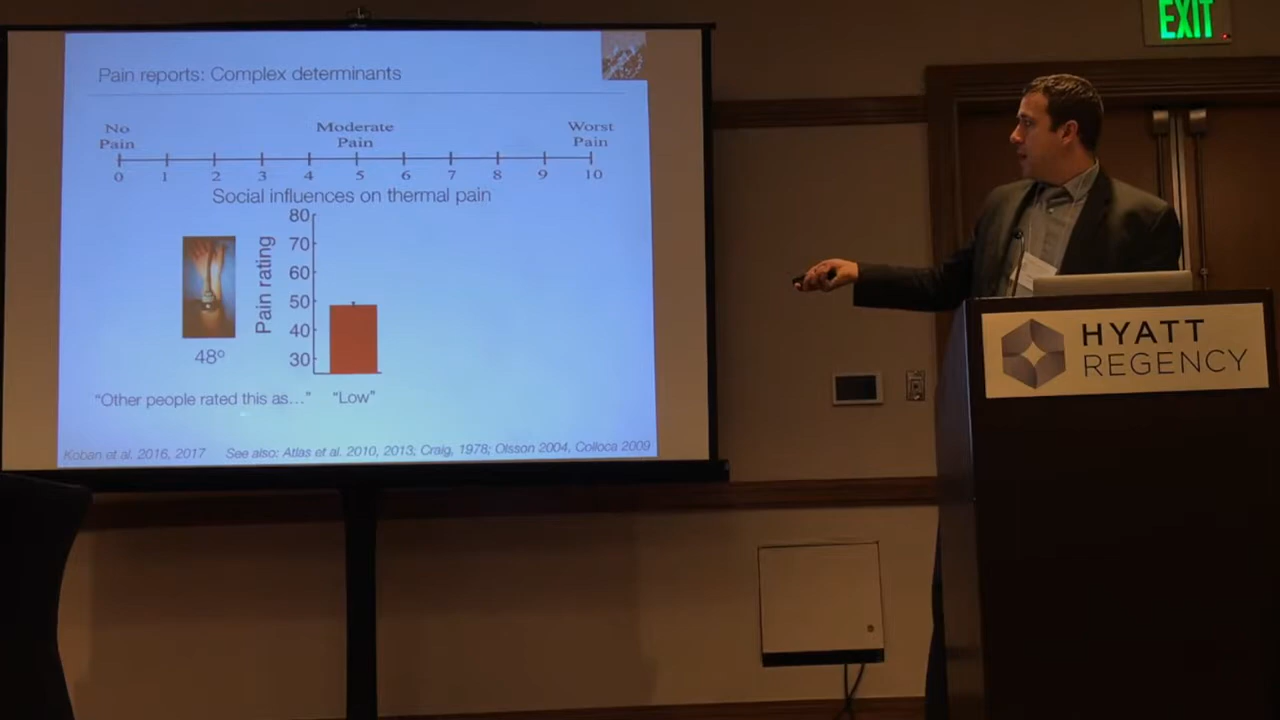 EXIT
Pain reports: Complex determinants
No Pain
Moderate Pain
Worst Pain
0 1 2 3 4 5 6 7 8 9 10
Social influences on thermal pain
80
70
60
50
40
30
Pain rating
48º
"Other people rated this as…" "Low"
Koban et al. 2016, 2017 See also: Atlas et al. 2010, 2013; Craig, 1978; Olsson 2004, Colloca 2009
HYATT
REGENCY